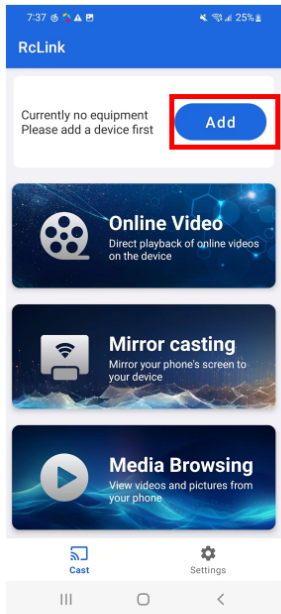 7:37 25%
RcLink
Currently no equipment
Please add a device first
Add
Online Video
Direct playback of online videos
on the device
Mirror casting
Mirror your phone's screen to
your device
Media Browsing
View videos and pictures from
your phone
Cast Settings